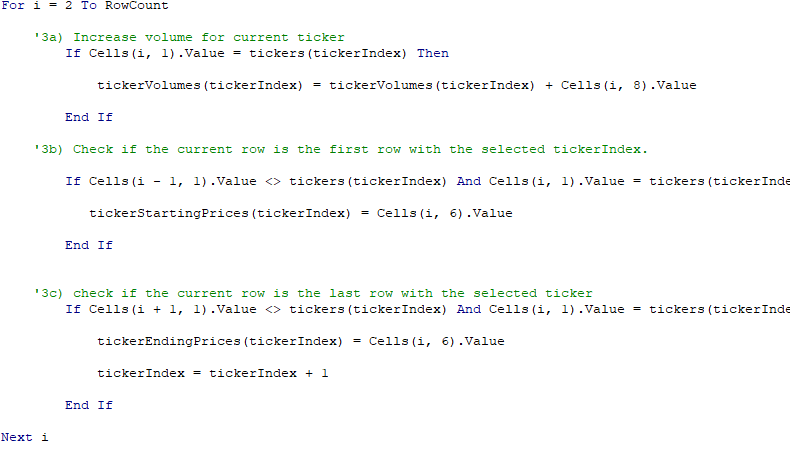 For i = 2 To RowCount
'3a) Increase volume for current ticker
If Cells(i, 1).Value = tickers(tickerIndex) Then
tickerVolumes(tickerIndex) = tickerVolumes(tickerIndex) + Cells(i, 8).Value
End If
'3b) Check if the current row is the first row with the selected tickerIndex.
If Cells(i - 1, 1).Value <> tickers(tickerIndex) And Cells(i, 1).Value = tickers(tickerInde
tickerStartingPrices(tickerIndex) = Cells(i, 6).Value
End If
'3c) check if the current row is the last row with the selected ticker
If Cells(i + 1, 1).Value <> tickers(tickerIndex) And Cells(i, 1).Value = tickers(tickerInde
tickerEndingPrices(tickerIndex) = Cells(i, 6).Value
tickerIndex = tickerIndex + 1
End If
Next i